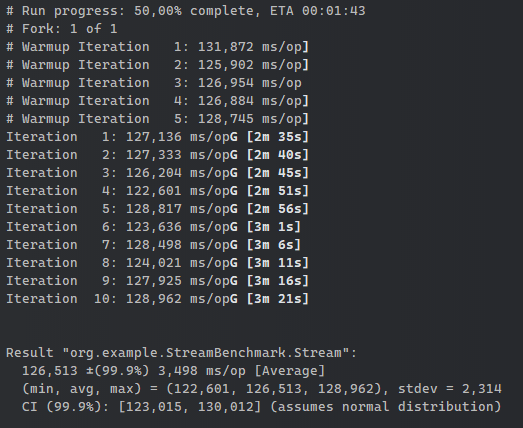 # Run progress: 50,00% complete, ETA 00:01:43
# Fork: 1 of 1
# Warmup Iteration   1: 131,872 ms/op]
# Warmup Iteration   2: 125,902 ms/op]
# Warmup Iteration   3: 126,954 ms/op
# Warmup Iteration   4: 126,884 ms/op]
# Warmup Iteration   5: 128,745 ms/op]
Iteration   1: 127,136 ms/opG [2m 35s]
Iteration   2: 127,333 ms/opG [2m 40s]
Iteration   3: 126,204 ms/opG [2m 45s]
Iteration   4: 122,601 ms/opG [2m 51s]
Iteration   5: 128,817 ms/opG [2m 56s]
Iteration   6: 123,636 ms/opG [3m 1s]
Iteration   7: 128,498 ms/opG [3m 6s]
Iteration   8: 124,021 ms/opG [3m 11s]
Iteration   9: 127,925 ms/opG [3m 16s]
Iteration  10: 128,962 ms/opG [3m 21s]
Result "org.example.StreamBenchmark.Stream":
  126,513 ±(99.9%) 3,498 ms/op [Average]
  (min, avg, max) = (122,601, 126,513, 128,962), stdev = 2,314
  CI (99.9%): [123,015, 130,012] (assumes normal distribution)